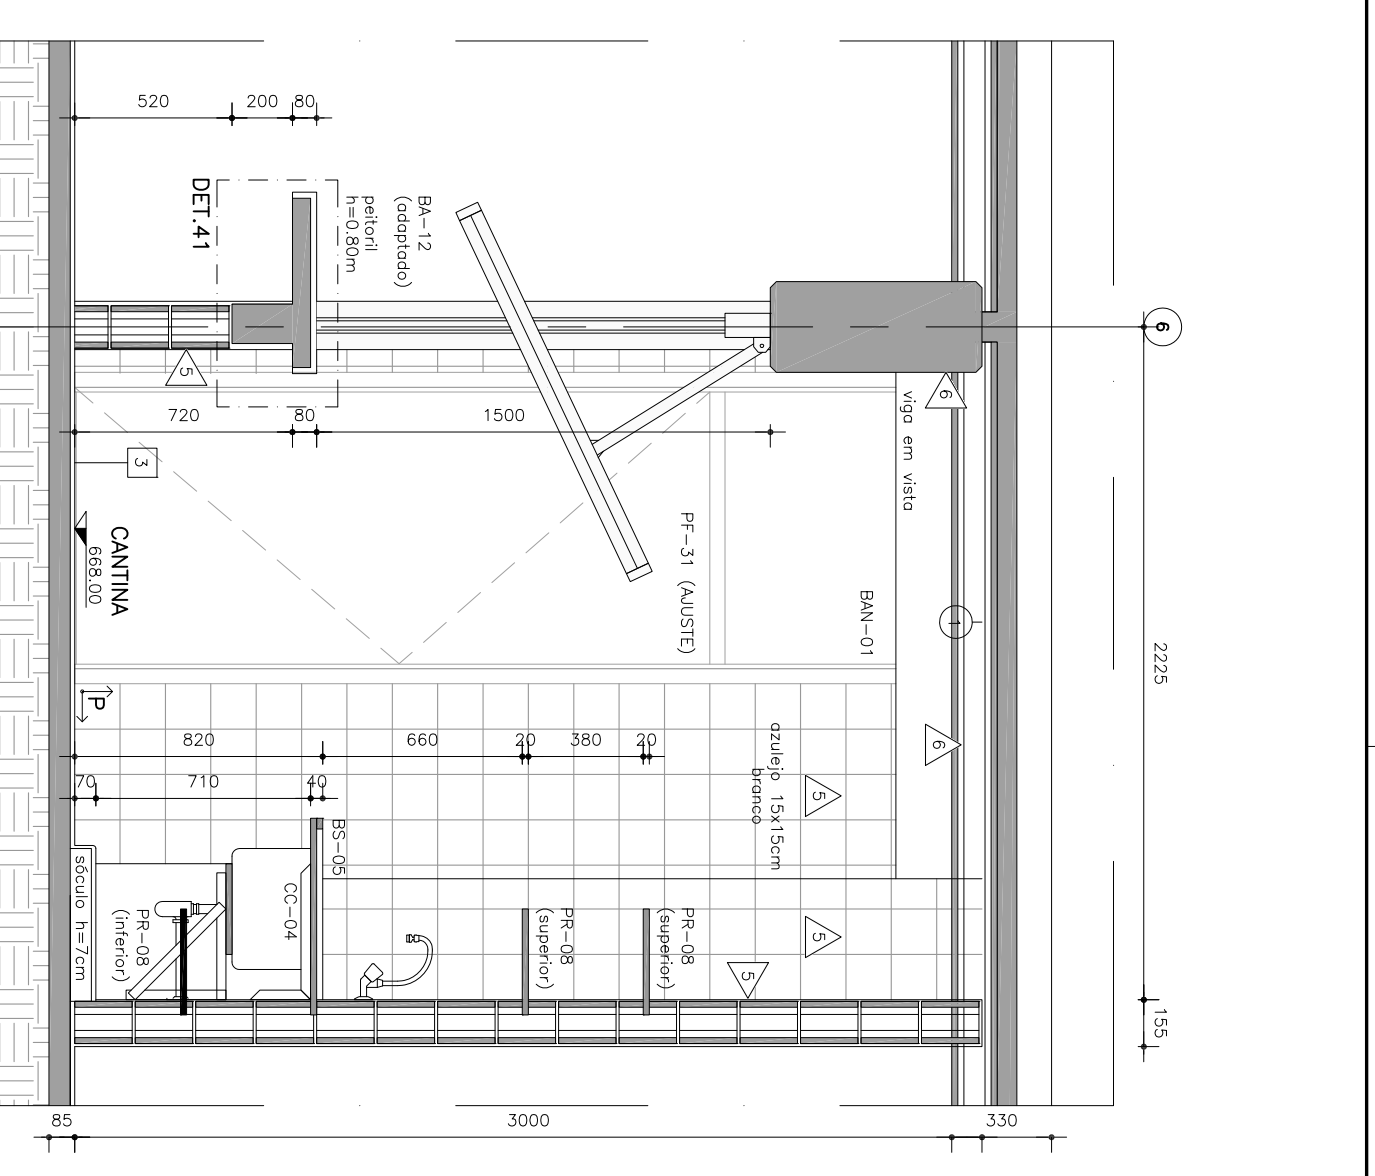 520
200
80
DET.41
BA-12
(adaptado)
peitoril
h=0.80m
6
5
6
720
80
1500
viga em vista
3
CANTINA
668.00
PF-31 (AJUSTE)
BAN-01
1
2225
P
820
660
20
380
20
6
azulejo 15x15cm
branco
5
70
710
40
BS-05
sóculo h=7cm
PR-08
(inferior)
CC-04
PR-08
(superior)
PR-08
(superior)
5
5
155
85
3000
330